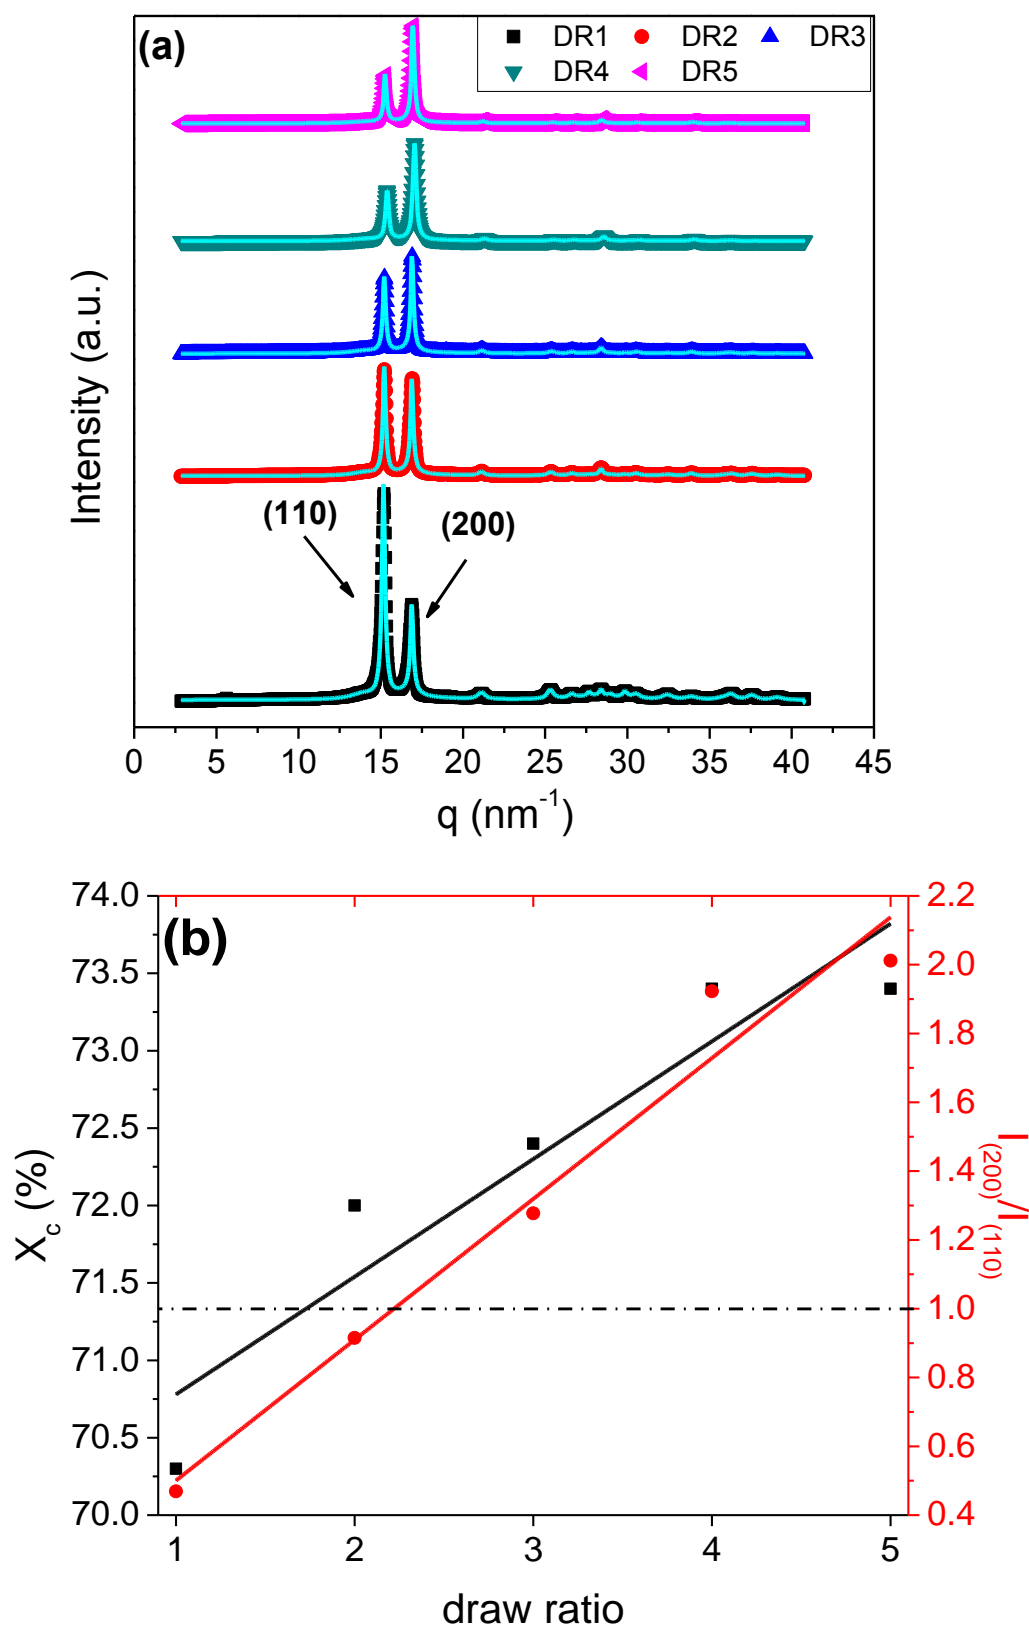 (a)
DR1 DR2 DR3
DR4 DR5
Intensity (a.u.)
(110)
(200)
0 5 10 15 20 25 30 35 40 45
q (nm⁻¹)
(b)
74.0
73.5
73.0
72.5
72.0
71.5
71.0
70.5
70.0
X_c (%)
2.2
2.0
1.8
1.6
1.4
1.2
1.0
0.8
0.6
0.4
I_(200)/I_(110)
1 2 3 4 5
draw ratio